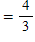 = 4/3